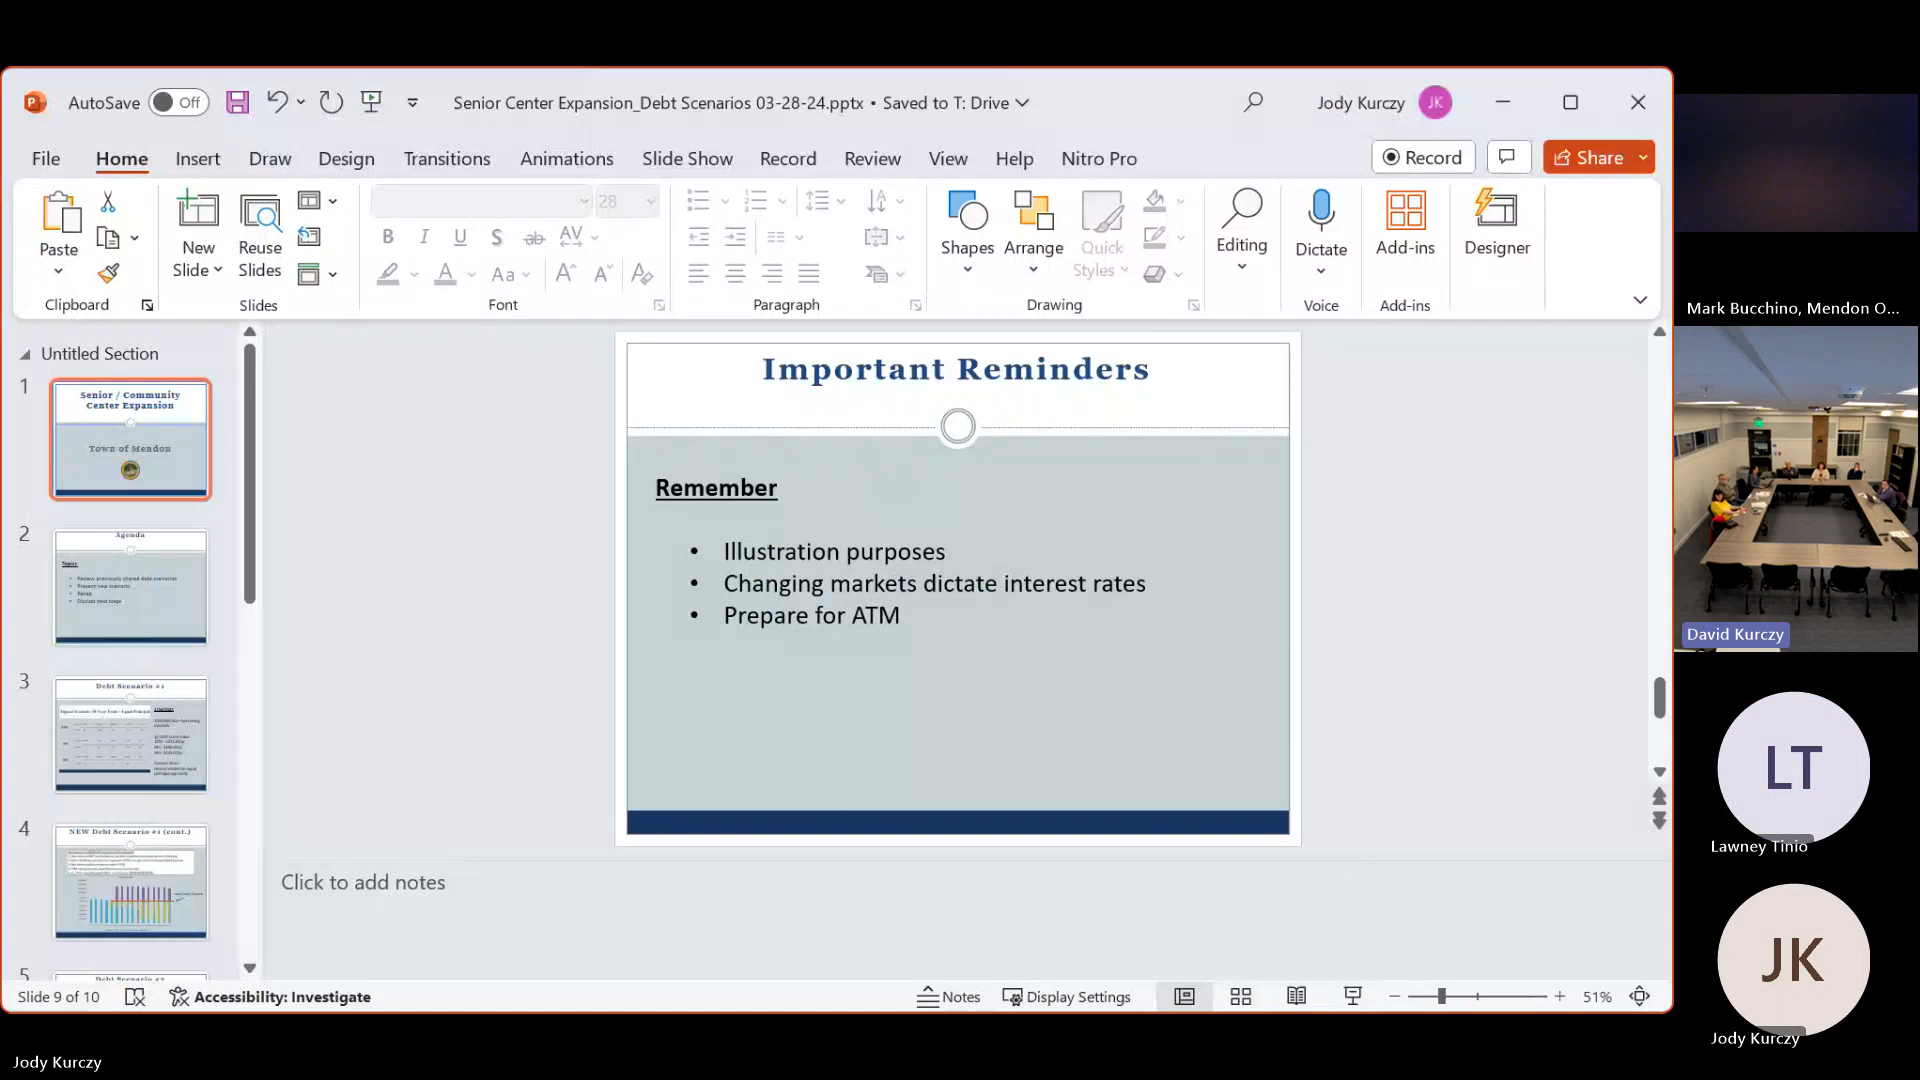 AutoSave Off Senior Center Expansion_Debt Scenarios 03-28-24.pptx • Saved to T: Drive Jody Kurczy JK
File Home Insert Draw Design Transitions Animations Slide Show Record Review View Help Nitro Pro Record Share
Paste
New Slide
Reuse Slides
28
B I U S ab AV
A Aa A A
Shapes
Arrange
Quick Styles
Editing
Dictate
Add-ins
Designer
Clipboard Slides Font Paragraph Drawing Voice Add-ins
Untitled Section
1
Senior / Community
Center Expansion
Town of Mendon
2
Agenda
Topics
Review previously shared debt scenarios
Present new scenario
Recap
Discuss next steps
3
Debt Scenario #1
4
NEW Debt Scenario #1 (cont.)
5
Debt Scenario #2
Important Reminders
Remember
• Illustration purposes
• Changing markets dictate interest rates
• Prepare for ATM
Click to add notes
Slide 9 of 10 Accessibility: Investigate Notes Display Settings 51%
Mark Bucchino, Mendon O...
David Kurczy
LT
Lawney Tinio
JK
Jody Kurczy
Jody Kurczy